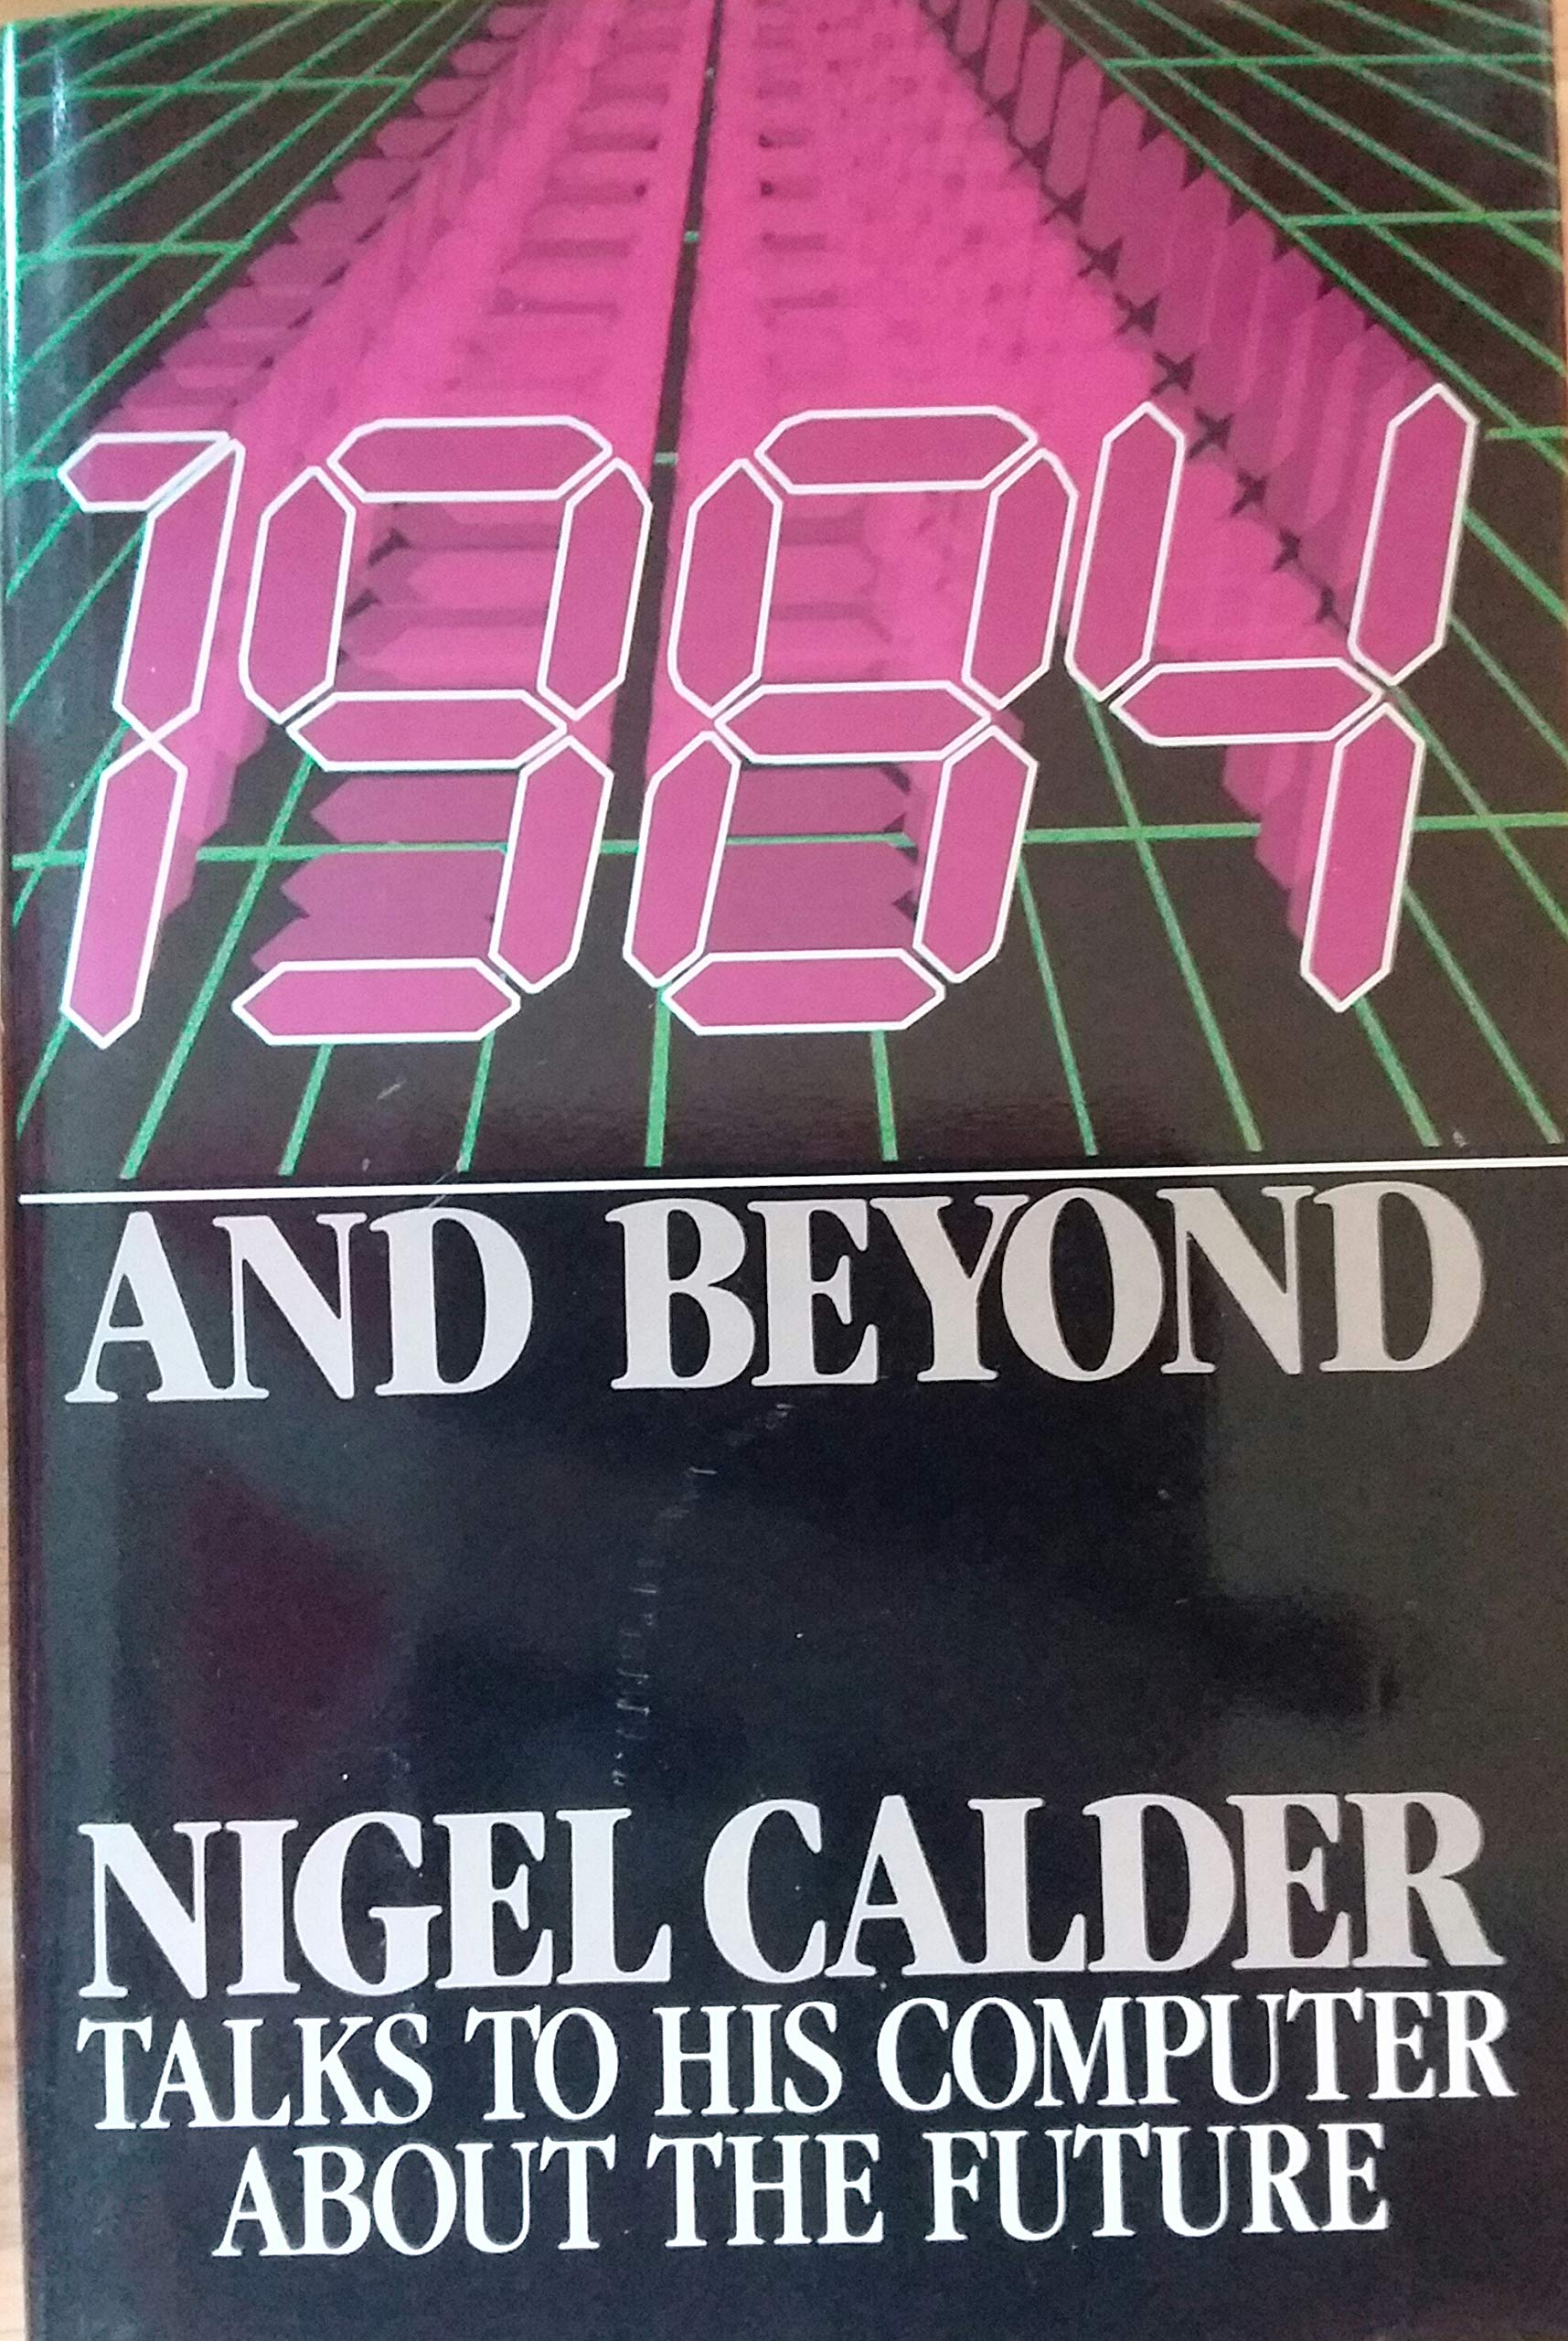 1984
AND BEYOND
NIGEL CALDER
TALKS TO HIS COMPUTER
ABOUT THE FUTURE